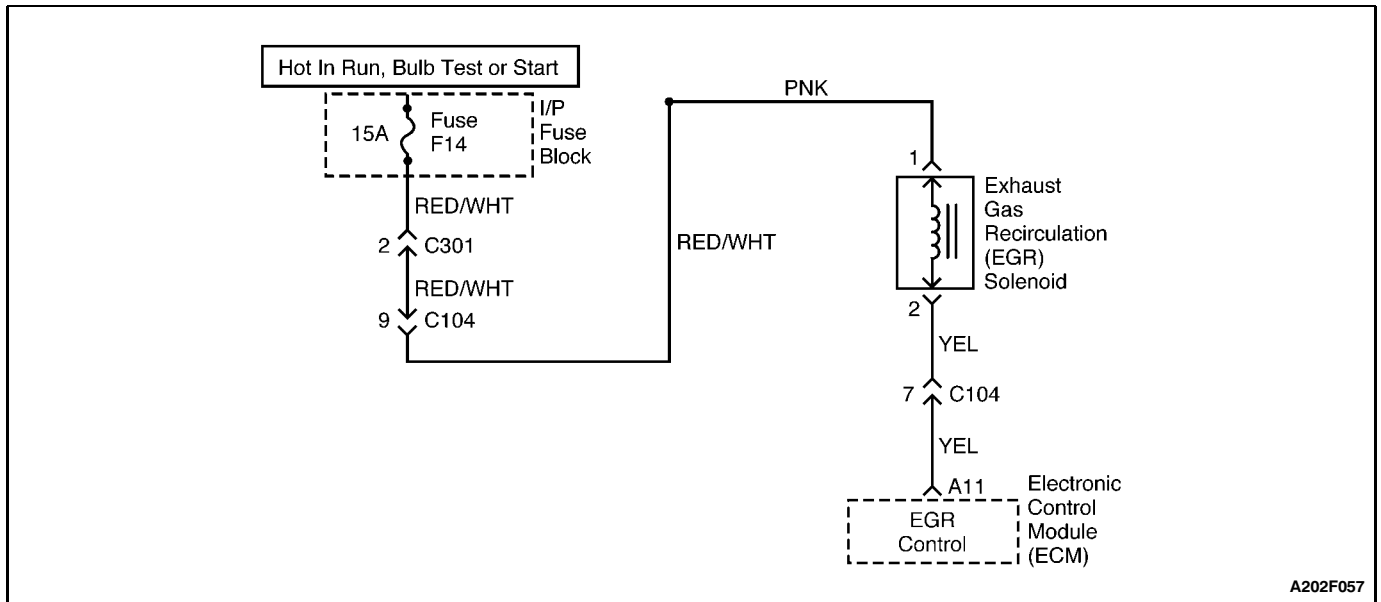 Hot In Run, Bulb Test or Start
15A
Fuse
F14
I/P
Fuse
Block
RED/WHT
2 C301
RED/WHT
9 C104
RED/WHT
PNK
1
Exhaust
Gas
Recirculation
(EGR)
Solenoid
2
YEL
7 C104
YEL
A11
EGR
Control
Electronic
Control
Module
(ECM)
A202F057